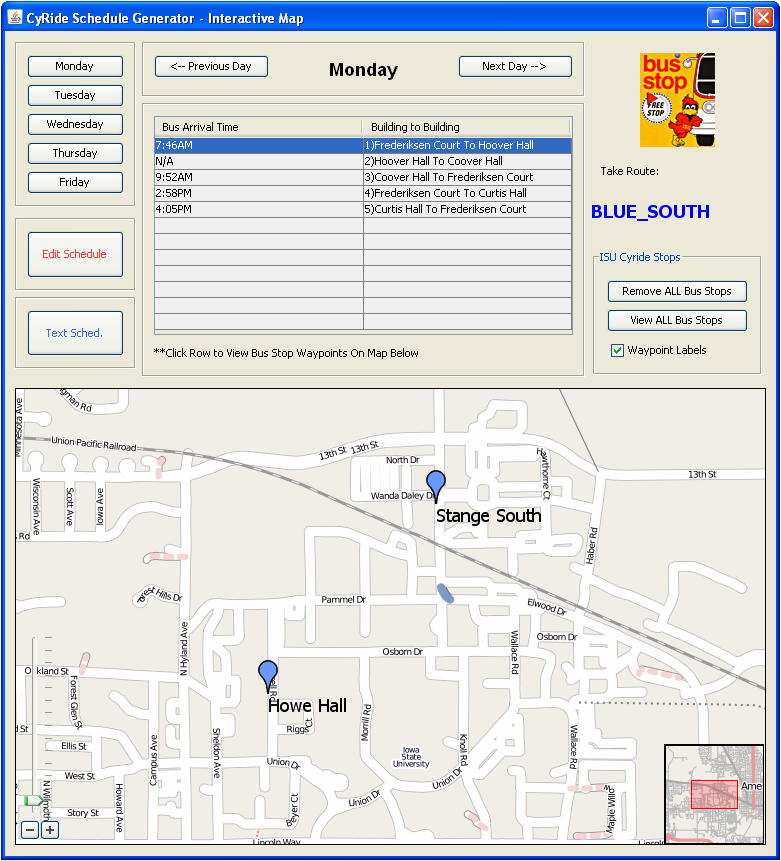 CyRide Schedule Generator - Interactive Map
Monday
Tuesday
Wednesday
Thursday
Friday
Edit Schedule
Text Sched.
<-- Previous Day
Monday
Next Day -->
Bus Arrival Time Building to Building
7:46AM 1)Frederiksen Court To Hoover Hall
N/A 2)Hoover Hall To Coover Hall
9:52AM 3)Coover Hall To Frederiksen Court
2:58PM 4)Frederiksen Court To Curtis Hall
4:05PM 5)Curtis Hall To Frederiksen Court
**Click Row to View Bus Stop Waypoints On Map Below
bus
stop
FREE
STOP
Take Route:
BLUE_SOUTH
ISU Cyride Stops
Remove ALL Bus Stops
View ALL Bus Stops
Waypoint Labels
Minnesota Ave
Union Pacific Railroad
13th St
13th St
North Dr
Wanda Daley Dr
Hawthorne Ct
13th St
Wisconsin Ave
Scott Ave
Iowa Ave
Stange South
Haber Rd
Forest Hills Dr
Pammel Dr
Elwood Dr
N Hyland Ave
Wallace Rd
Osborn Dr
Osborn Dr
Oakland St
Forest Glen St
Howe Hall
Riggs Ct
Morrill Rd
Sheldon Ave
Campus Ave
Iowa
State
University
Knoll Rd
Wallace Rd
Ellis St
West St
Union Dr
Union Dr
Union Dr
Story St
Howard Ave
Beyer Ct
Lincoln Way
Maple Willo
Ame
Lincoln